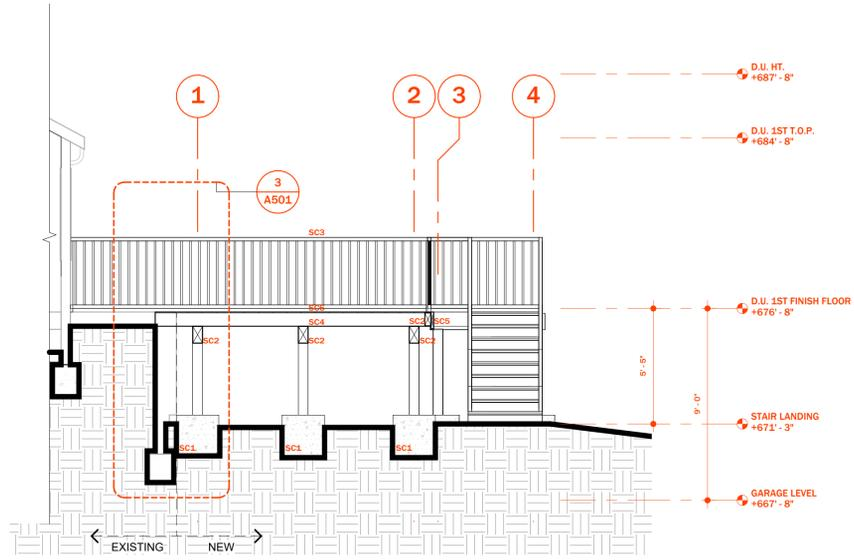 D.U. HT.
+687' - 8"
1
2
3
4
D.U. 1ST T.O.P.
+684' - 8"
3
A501
SC3
SC6
D.U. 1ST FINISH FLOOR
+676' - 8"
SC4
SC2
SC5
SC2
SC2
SC2
5' - 5"
9' - 0"
STAIR LANDING
+671' - 3"
SC1
SC1
SC1
GARAGE LEVEL
+667' - 8"
EXISTING
NEW